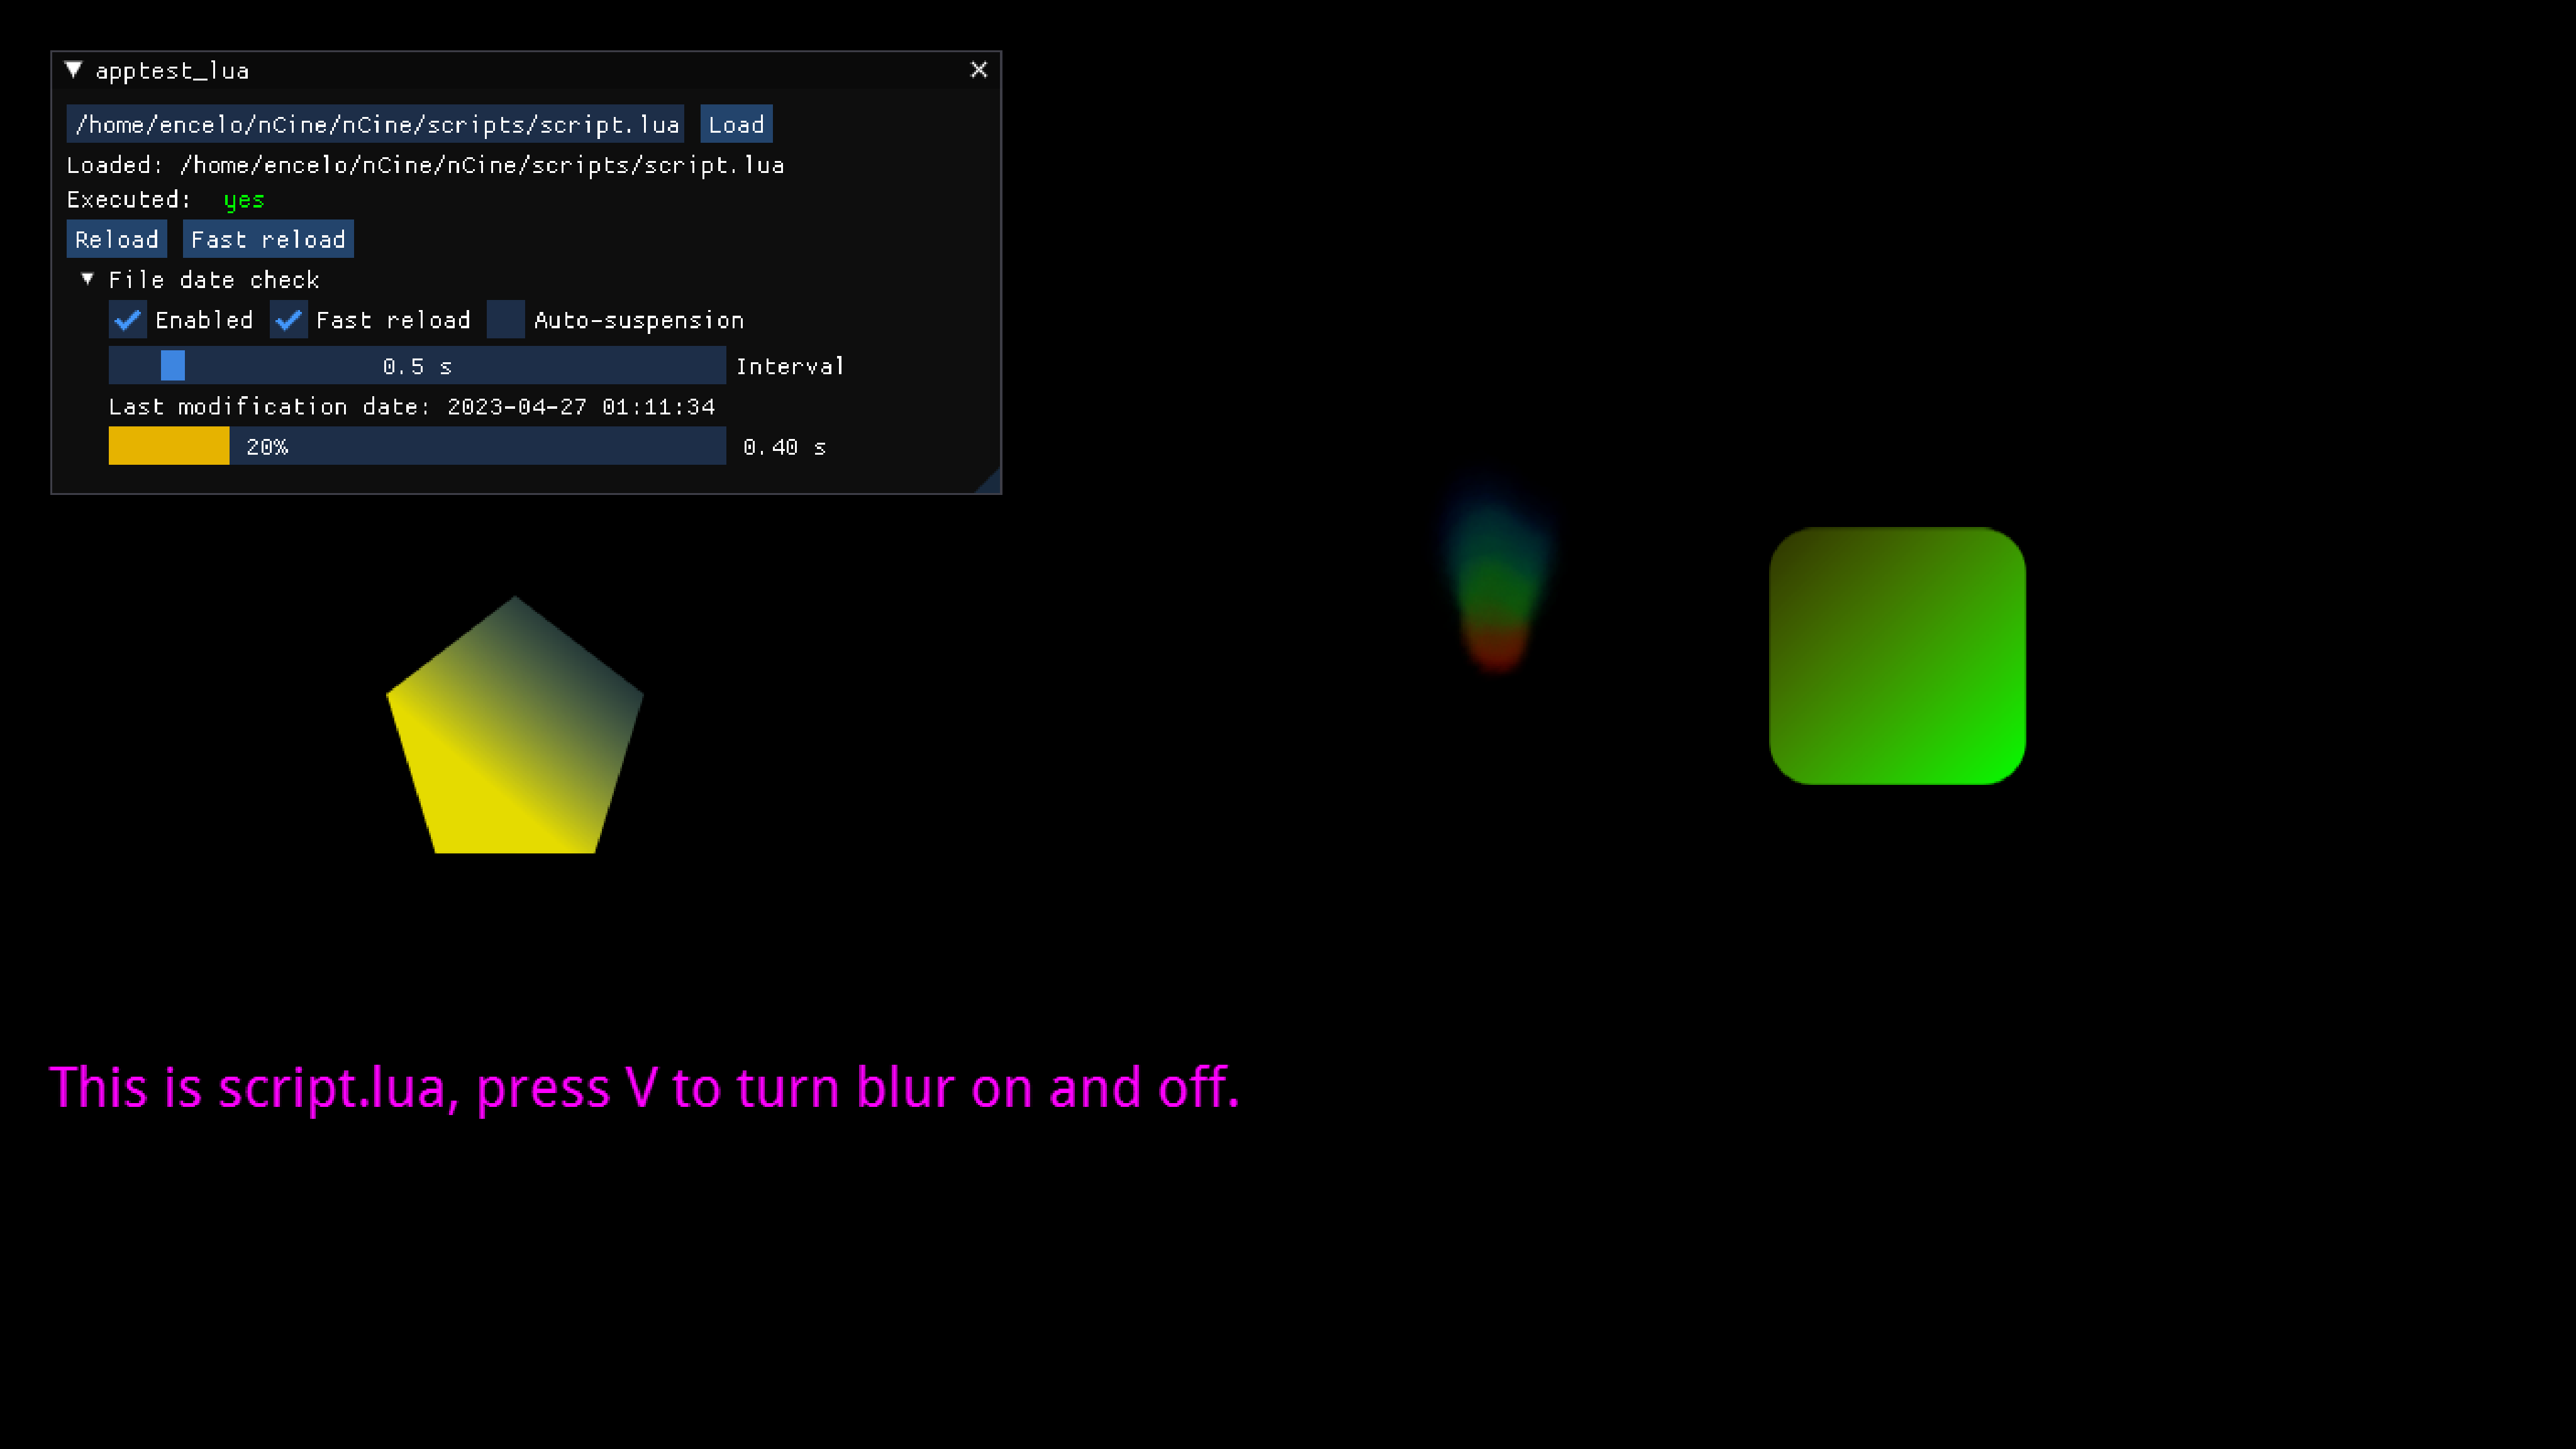 apptest_lua
/home/encelo/nCine/nCine/scripts/script.lua Load
Loaded: /home/encelo/nCine/nCine/scripts/script.lua
Executed: yes
Reload Fast reload
File date check
Enabled Fast reload Auto-suspension
0.5 s Interval
Last modification date: 2023-04-27 01:11:34
20% 0.40 s
This is script.lua, press V to turn blur on and off.